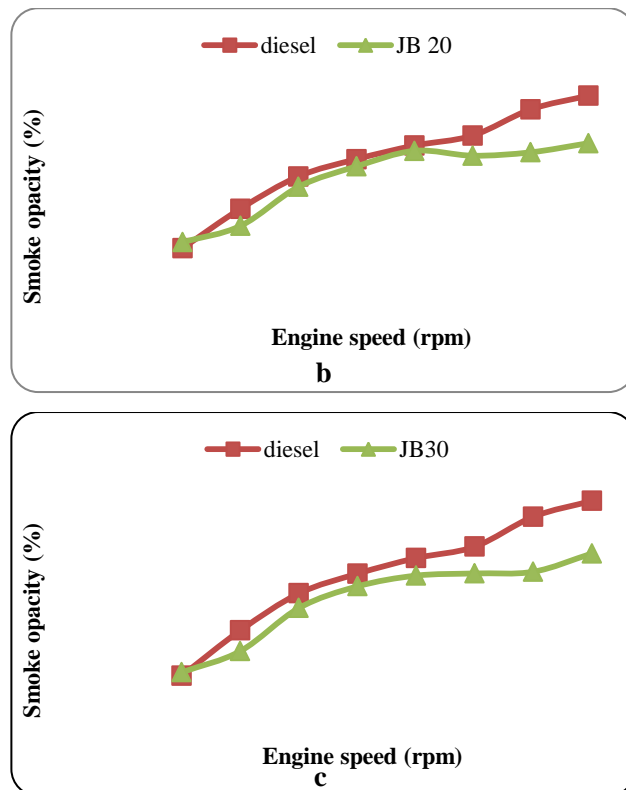 diesel JB 20
Smoke opacity (%)
Engine speed (rpm)
b
diesel JB30
Smoke opacity (%)
Engine speed (rpm)
c